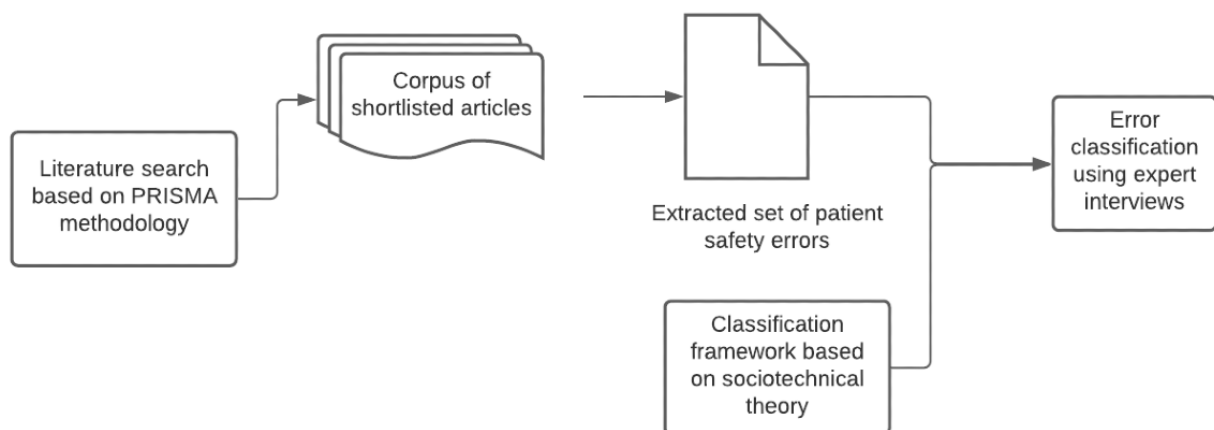 Literature search
based on PRISMA
methodology
Corpus of
shortlisted articles
Extracted set of patient
safety errors
Classification
framework based
on sociotechnical
theory
Error
classification
using expert
interviews